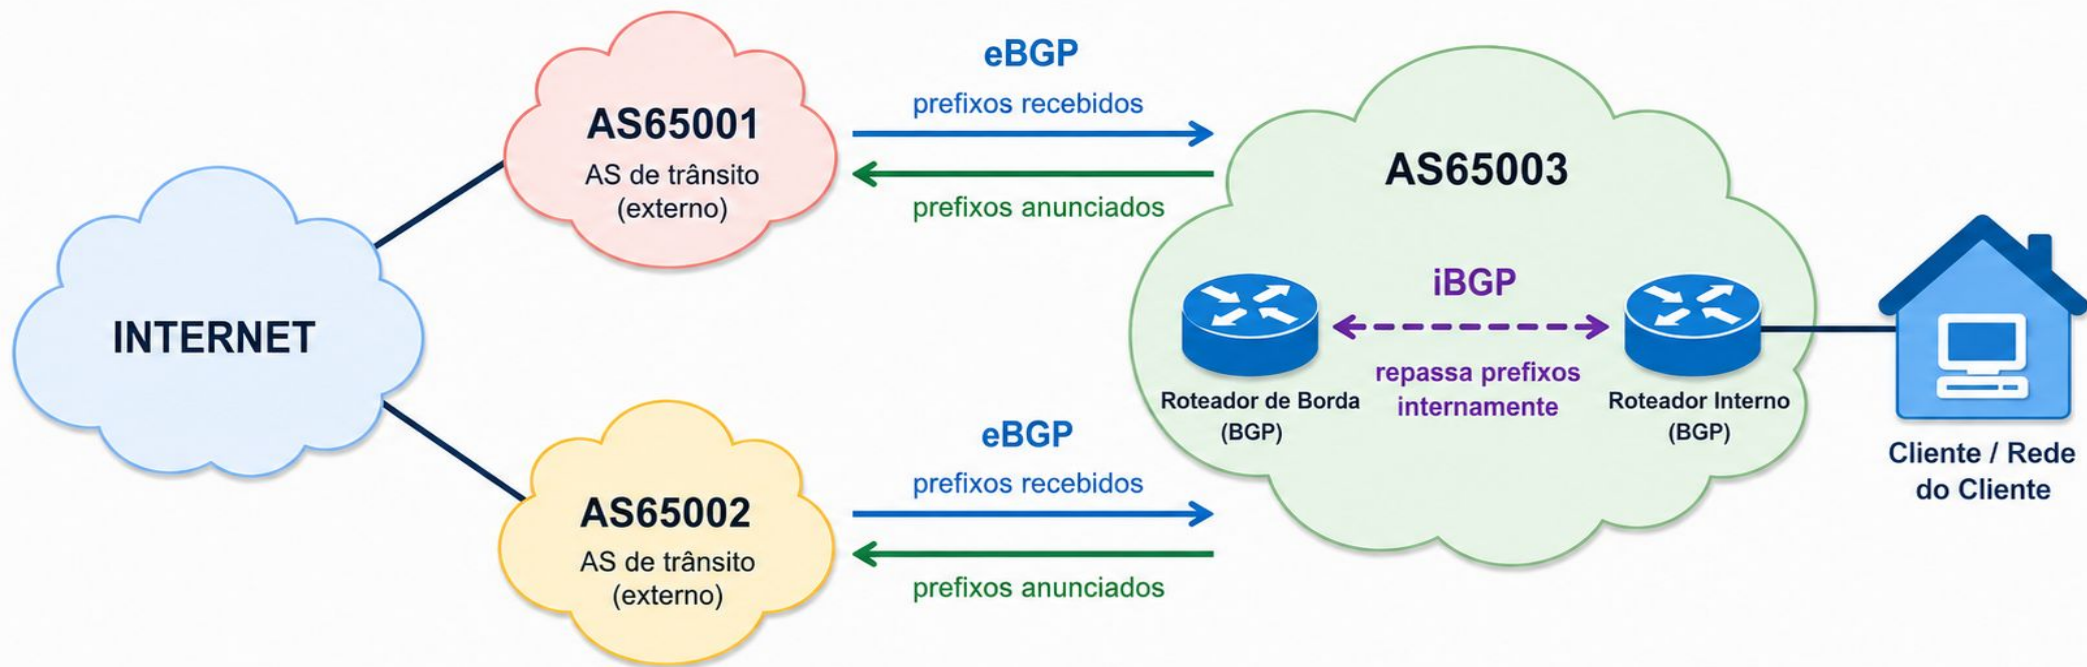 INTERNET
AS65001
AS de trânsito
(externo)
eBGP
prefixos recebidos
prefixos anunciados
AS65002
AS de trânsito
(externo)
eBGP
prefixos recebidos
prefixos anunciados
AS65003
iBGP
repassa prefixos
internamente
Roteador de Borda
(BGP)
Roteador Interno
(BGP)
Cliente / Rede
do Cliente